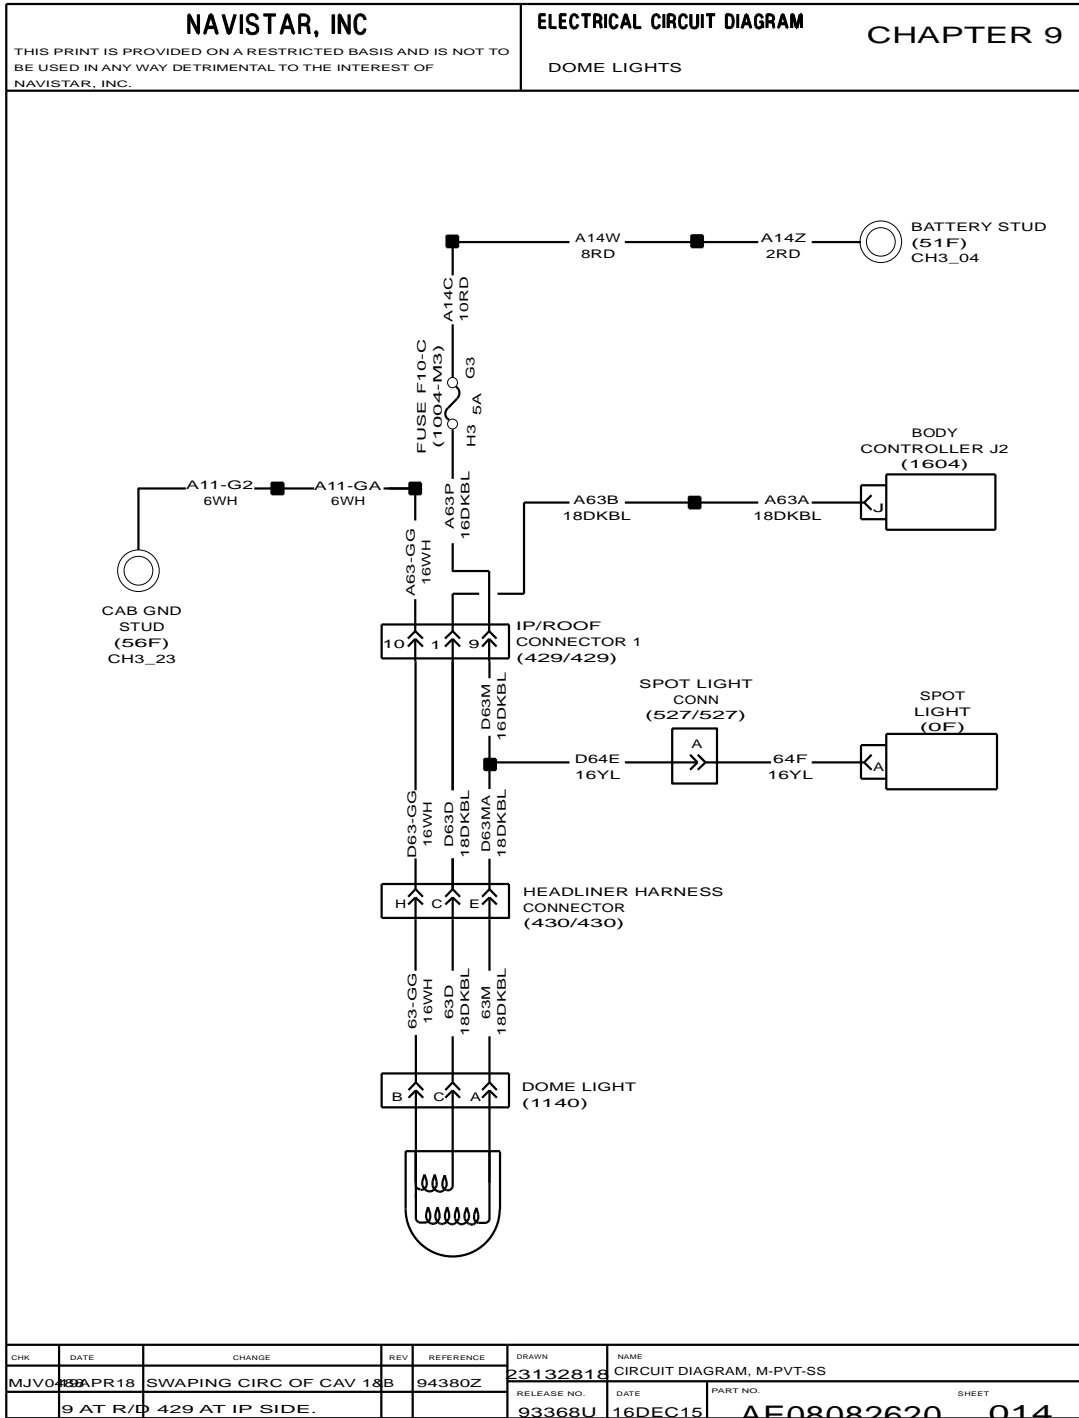 NAVISTAR, INC
THIS PRINT IS PROVIDED ON A RESTRICTED BASIS AND IS NOT TO
BE USED IN ANY WAY DETRIMENTAL TO THE INTEREST OF
NAVISTAR, INC.
ELECTRICAL CIRCUIT DIAGRAM
DOME LIGHTS
CHAPTER 9
A14W
8RD
A14Z
2RD
BATTERY STUD
(51F)
CH3_04
A14C
10RD
FUSE F10-C
(1004-M3)
G3
5A
H3
A63P
16DKBL
BODY
CONTROLLER J2
(1604)
J
A11-G2
6WH
A11-GA
6WH
A63B
18DKBL
A63A
18DKBL
A63-GG
16WH
CAB GND
STUD
(56F)
CH3_23
10
1
9
IP/ROOF
CONNECTOR 1
(429/429)
D63M
16DKBL
SPOT LIGHT
CONN
(527/527)
A
SPOT
LIGHT
(0F)
A
D64E
16YL
64F
16YL
D63-GG
16WH
D63D
18DKBL
D63MA
18DKBL
H
C
E
HEADLINER HARNESS
CONNECTOR
(430/430)
63-GG
16WH
63D
18DKBL
63M
18DKBL
B
C
A
DOME LIGHT
(1140)
CHK
DATE
CHANGE
REV
REFERENCE
DRAWN
NAME
23132818
CIRCUIT DIAGRAM, M-PVT-SS
APR18
SWAPING CIRC OF CAV 1&
B
94380Z
RELEASE NO.
DATE
PART NO.
SHEET
9 AT R/D 429 AT IP SIDE.
93368U
16DEC15
AF08082620
014